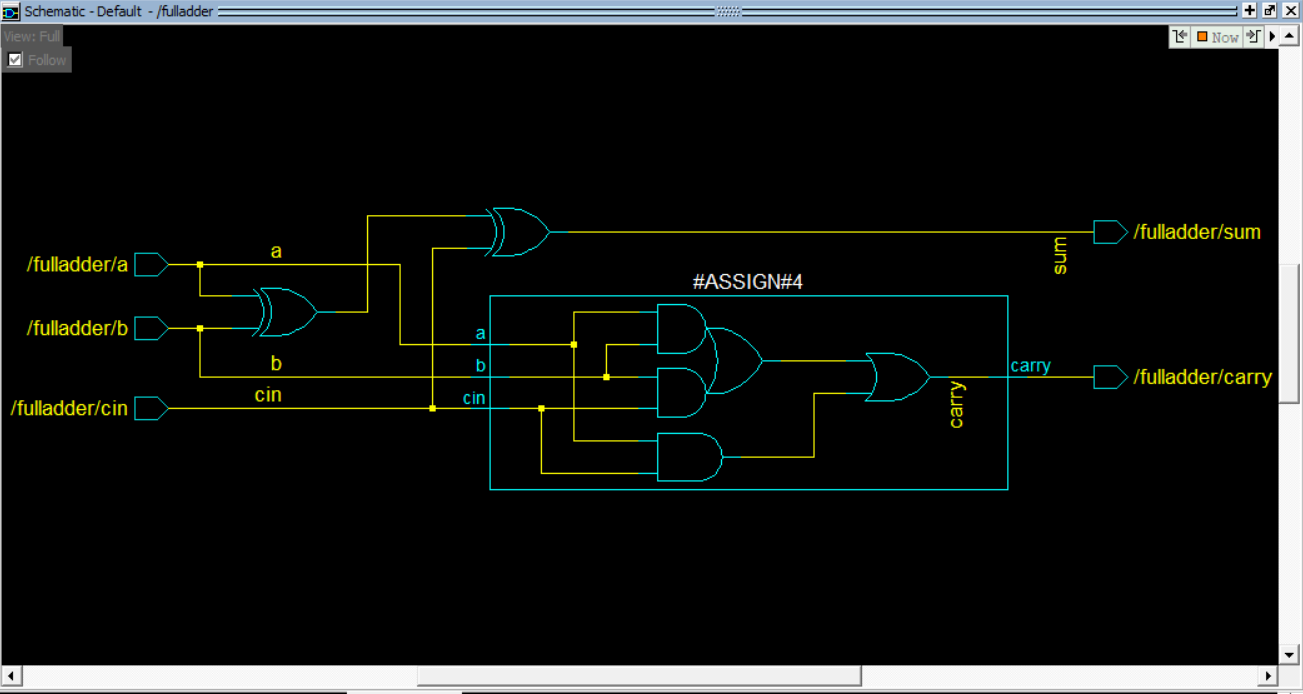 Schematic - Default - /fulladder
View: Full
Follow
Now
/fulladder/a
a
/fulladder/b
b
/fulladder/cin
cin
#ASSIGN#4
a
b
cin
carry
carry
sum
/fulladder/sum
/fulladder/carry